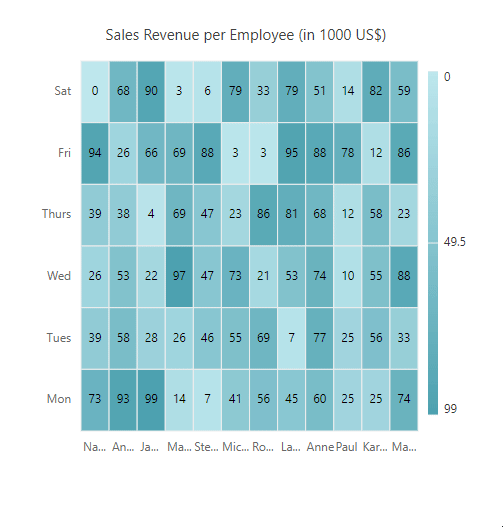 Sales Revenue per Employee (in 1000 US$)
Sat 0 68 90 3 6 79 33 79 51 14 82 59
Fri 94 26 66 69 88 3 3 95 88 78 12 86
Thurs 39 38 4 69 47 23 86 81 68 12 58 23
Wed 26 53 22 97 47 73 21 53 74 10 55 88
Tues 39 58 28 26 46 55 69 7 77 25 56 33
Mon 73 93 99 14 7 41 56 45 60 25 25 74
Na... An... Ja... Ma... Ste... Mic... Ro... La... Anne Paul Kar... Ma...
0
49.5
99